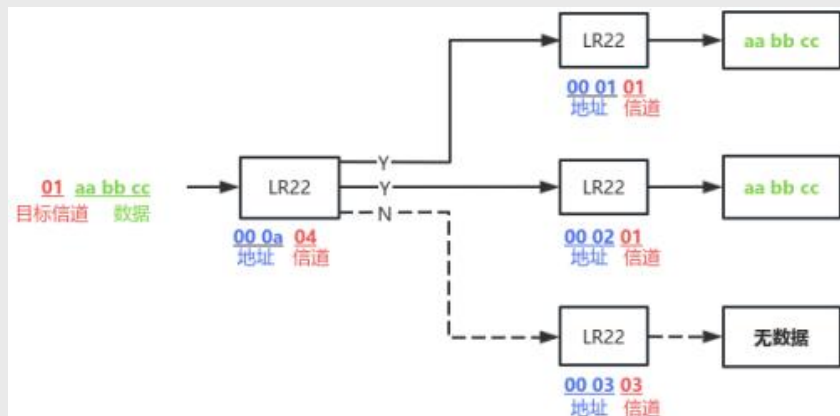 LR22
aa bb cc
00 01 01
地址 信道
Y
01 aa bb cc
目标信道 数据
LR22
Y
LR22
aa bb cc
N
00 0a 04
地址 信道
00 02 01
地址 信道
LR22
无数据
00 03 03
地址 信道